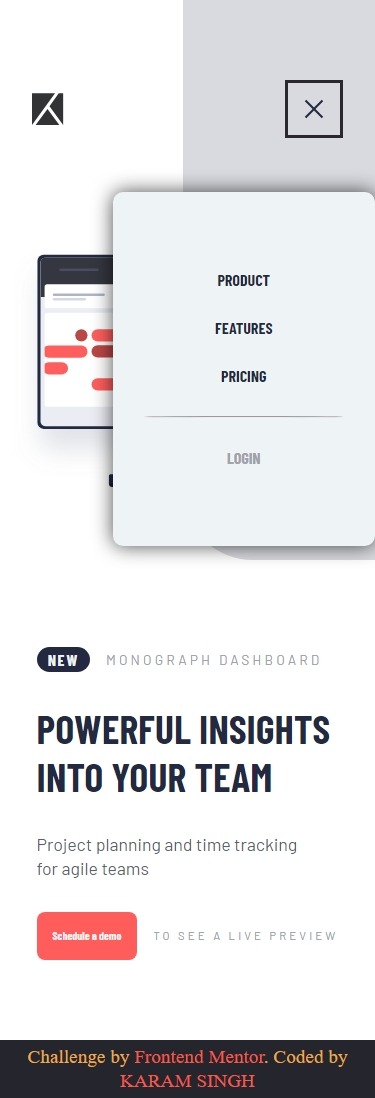 PRODUCT
FEATURES
PRICING
LOGIN
NEW MONOGRAPH DASHBOARD
POWERFUL INSIGHTS
INTO YOUR TEAM
Project planning and time tracking
for agile teams
Schedule a demo TO SEE A LIVE PREVIEW
Challenge by Frontend Mentor. Coded by
KARAM SINGH